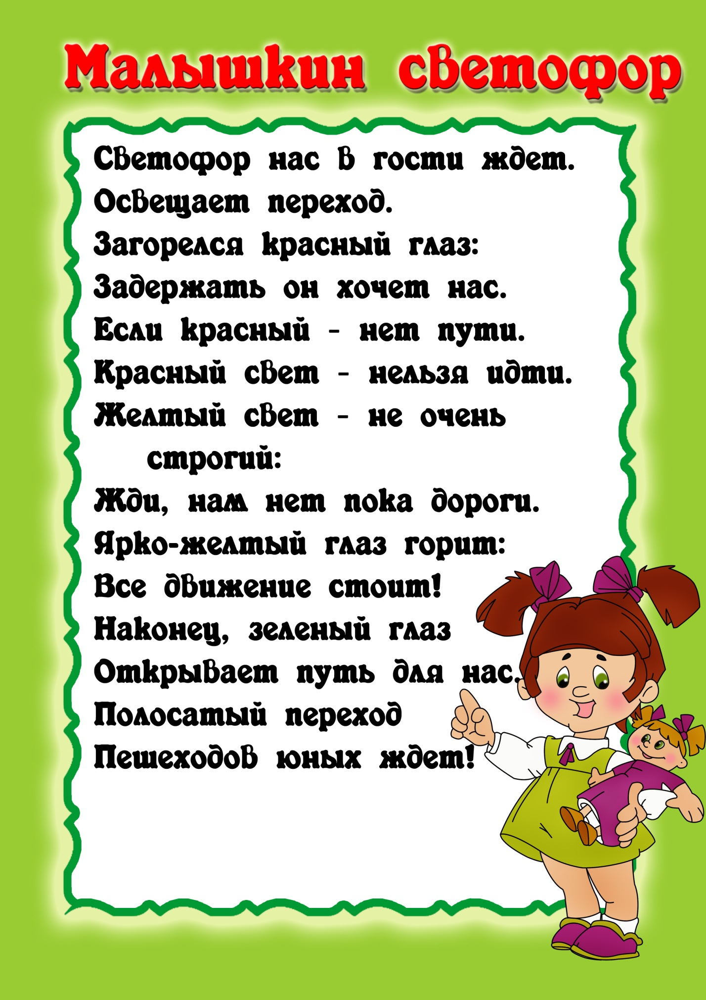 Малышкин светофор
Светофор нас в гости ждет.
Освещает переход.
Загорелся красный глаз:
Задержать он хочет нас.
Если красный - нет пути.
Красный свет - нельзя идти.
Желтый свет - не очень
строгий:
Жди, нам нет пока дороги.
Ярко-желтый глаз горит:
Все движение стоит!
Наконец, зеленый глаз
Открывает путь для нас.
Полосатый переход
Пешеходов юных ждет!